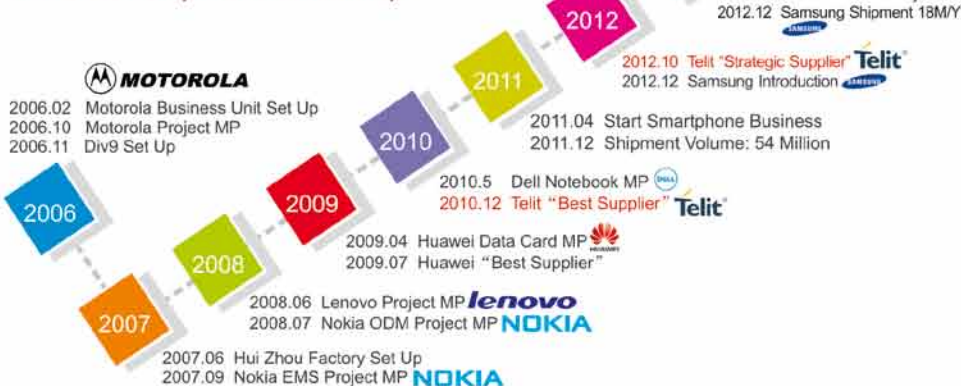 2012
2012.12 Samsung Shipment 18M/Y
SAMSUNG
2012.10 Telit "Strategic Supplier" Telit
2012.12 Samsung Introduction SAMSUNG
2011
2011.04 Start Smartphone Business
2011.12 Shipment Volume: 54 Million
MOTOROLA
2006.02 Motorola Business Unit Set Up
2006.10 Motorola Project MP
2006.11 Div9 Set Up
2010
2010.5 Dell Notebook MP DELL
2010.12 Telit “Best Supplier” Telit
2006
2009
2009.04 Huawei Data Card MP HUAWEI
2009.07 Huawei “Best Supplier”
2008
2008.06 Lenovo Project MP lenovo
2008.07 Nokia ODM Project MP NOKIA
2007
2007.06 Hui Zhou Factory Set Up
2007.09 Nokia EMS Project MP NOKIA